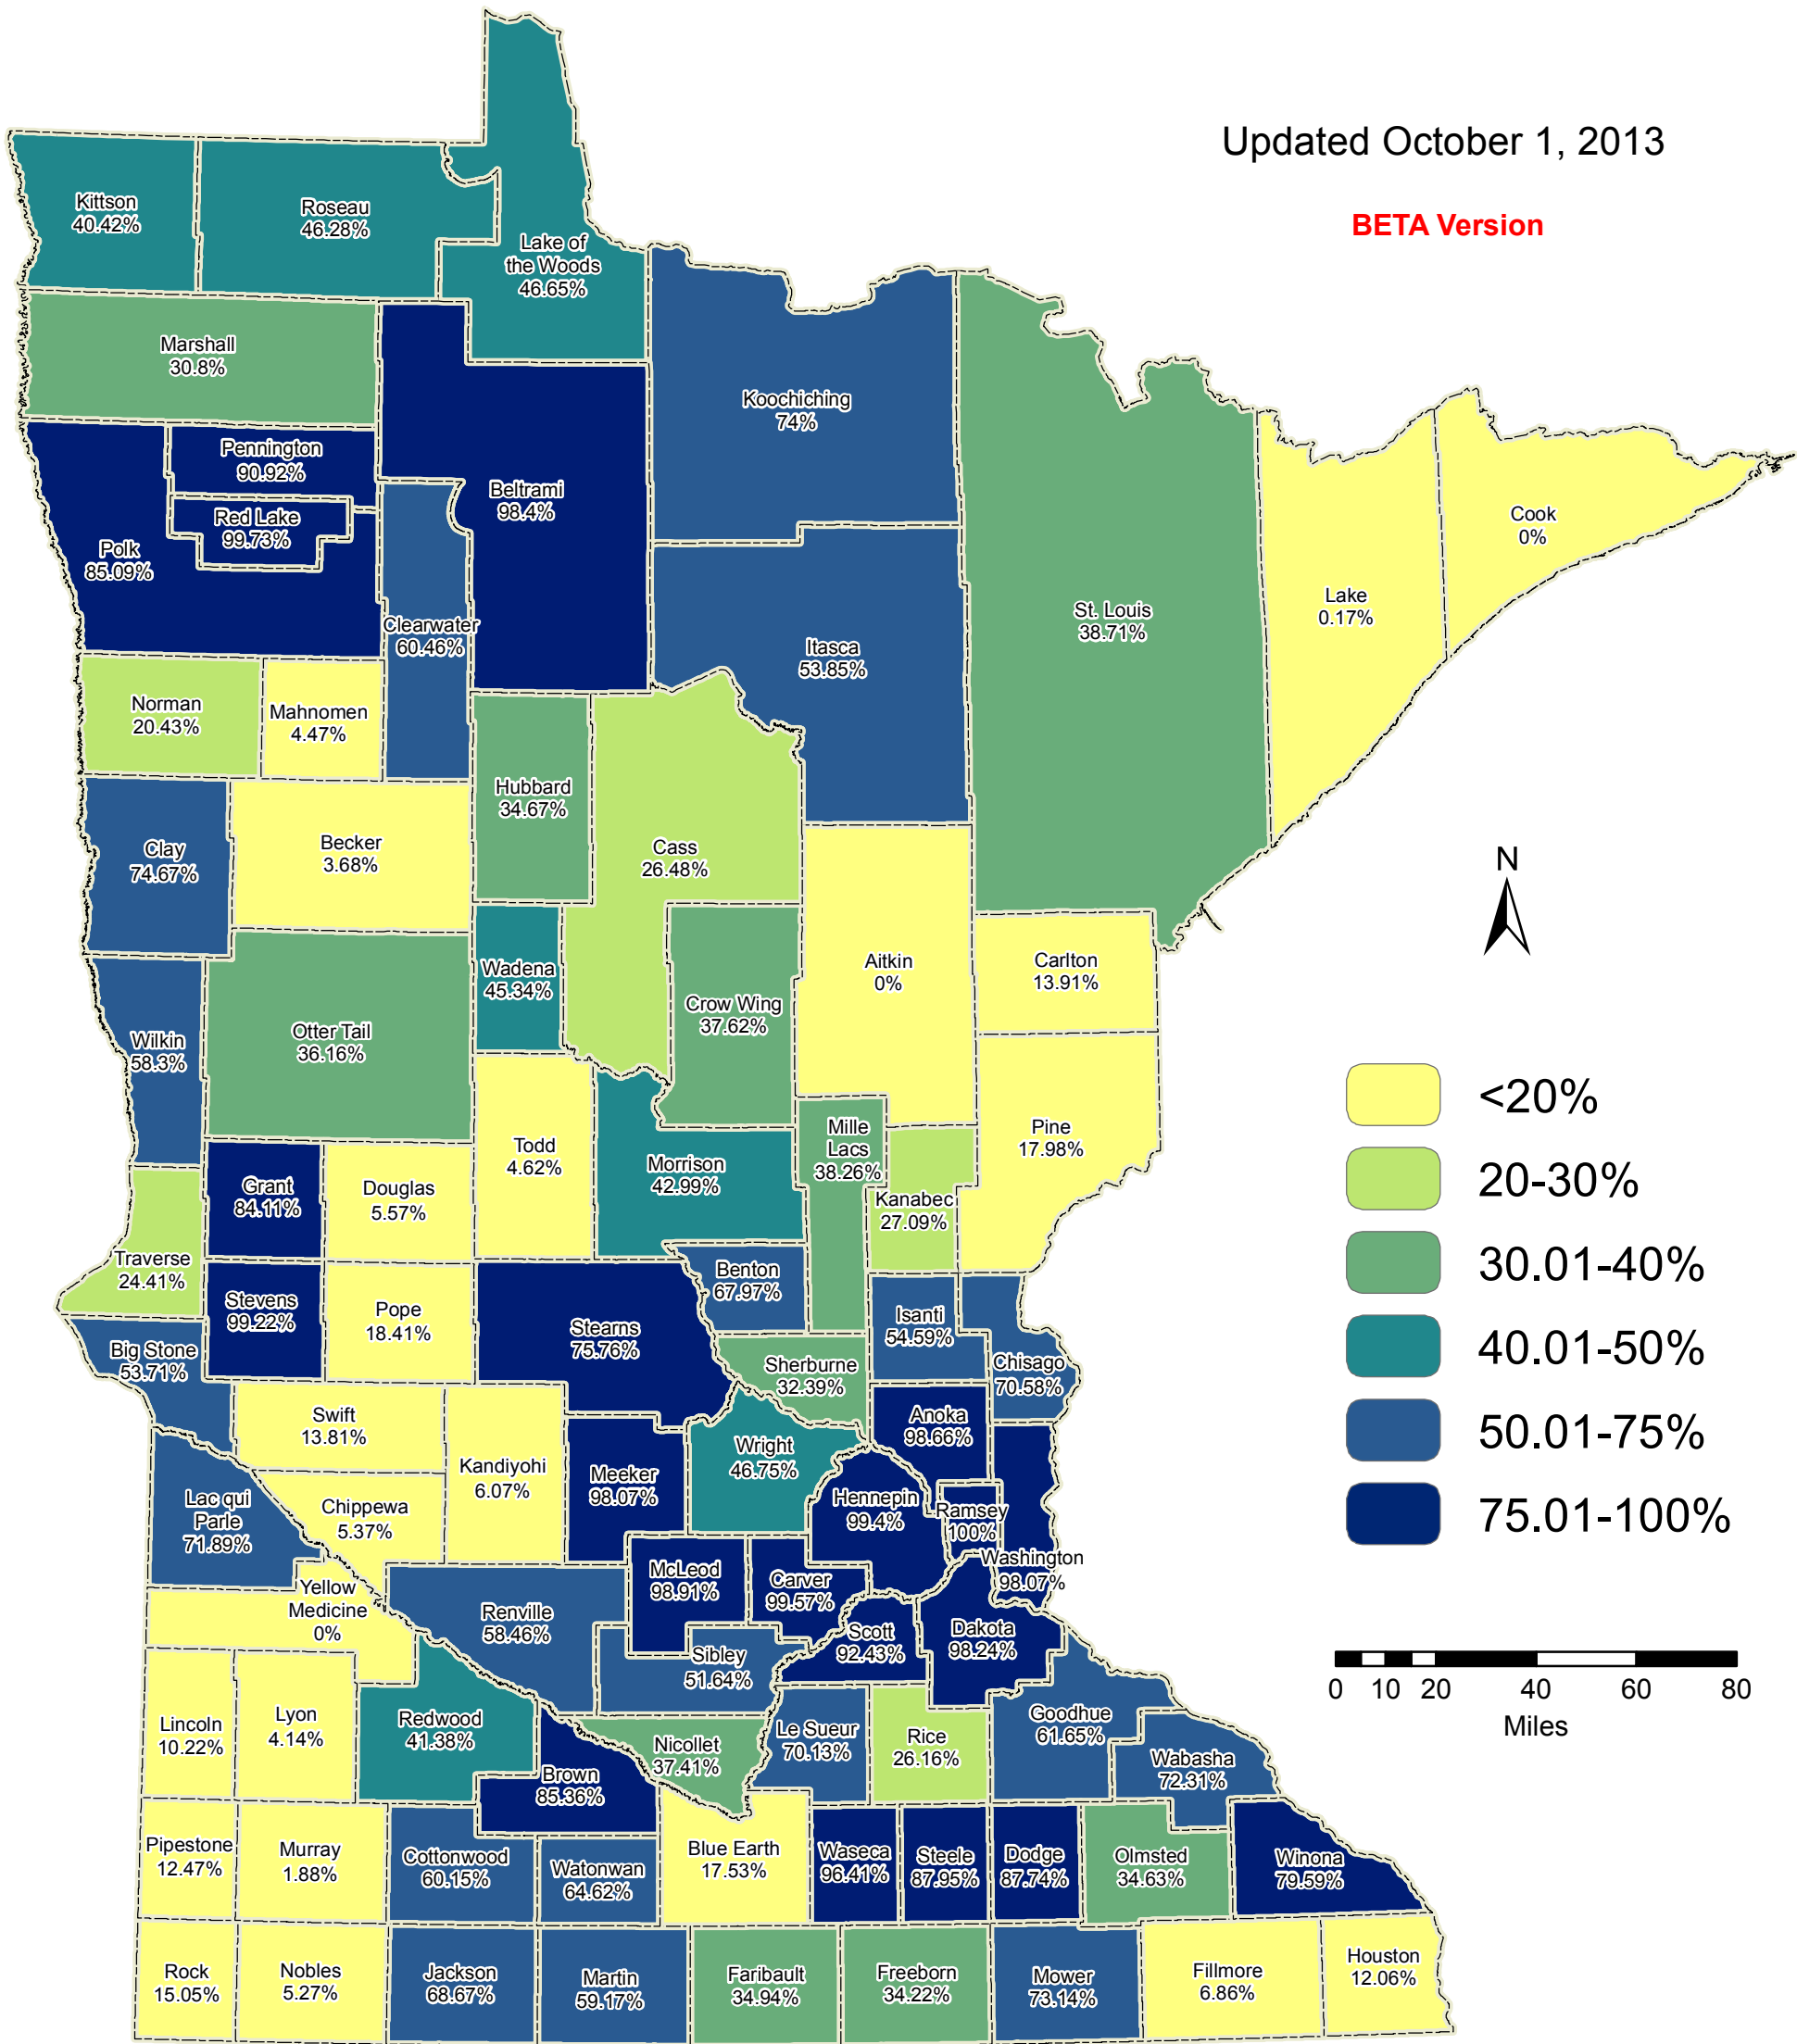 Updated October 1, 2013
BETA Version
Kittson
40.42%
Roseau
46.28%
Lake of
the Woods
46.65%
Marshall
30.8%
Koochiching
74%
Pennington
90.92%
Beltrami
98.4%
Red Lake
99.73%
Polk
85.09%
Cook
0%
Lake
0.17%
St. Louis
38.71%
Clearwater
60.46%
Itasca
53.85%
Norman
20.43%
Mahnomen
4.47%
Hubbard
34.67%
Cass
26.48%
Clay
74.67%
Becker
3.68%
N
Wadena
45.34%
Aitkin
0%
Carlton
13.91%
Crow Wing
37.62%
Wilkin
58.3%
Otter Tail
36.16%
Todd
4.62%
Morrison
42.99%
Mille
Lacs
38.26%
Pine
17.98%
Kanabec
27.09%
Grant
84.11%
Douglas
5.57%
Traverse
24.41%
Benton
67.97%
Stevens
99.22%
Pope
18.41%
Stearns
75.76%
Isanti
54.59%
Big Stone
53.71%
Sherburne
32.39%
Chisago
70.58%
Swift
13.81%
Anoka
98.66%
Wright
46.75%
Kandiyohi
6.07%
Meeker
98.07%
Lac qui
Parle
71.89%
Chippewa
5.37%
Hennepin
99.4%
Ramsey
100%
Washington
98.07%
McLeod
98.91%
Carver
99.57%
Yellow
Medicine
0%
Renville
58.46%
Scott
92.43%
Dakota
98.24%
Sibley
51.64%
Lincoln
10.22%
Lyon
4.14%
Redwood
41.38%
Nicollet
37.41%
Le Sueur
70.13%
Rice
26.16%
Goodhue
61.65%
Wabasha
72.31%
Brown
85.36%
Pipestone
12.47%
Murray
1.88%
Cottonwood
60.15%
Watonwan
64.62%
Blue Earth
17.53%
Waseca
96.41%
Steele
87.95%
Dodge
87.74%
Olmsted
34.63%
Winona
79.59%
Rock
15.05%
Nobles
5.27%
Jackson
68.67%
Martin
59.17%
Faribault
34.94%
Freeborn
34.22%
Mower
73.14%
Fillmore
6.86%
Houston
12.06%
<20%
20-30%
30.01-40%
40.01-50%
50.01-75%
75.01-100%
0 10 20 40 60 80
Miles